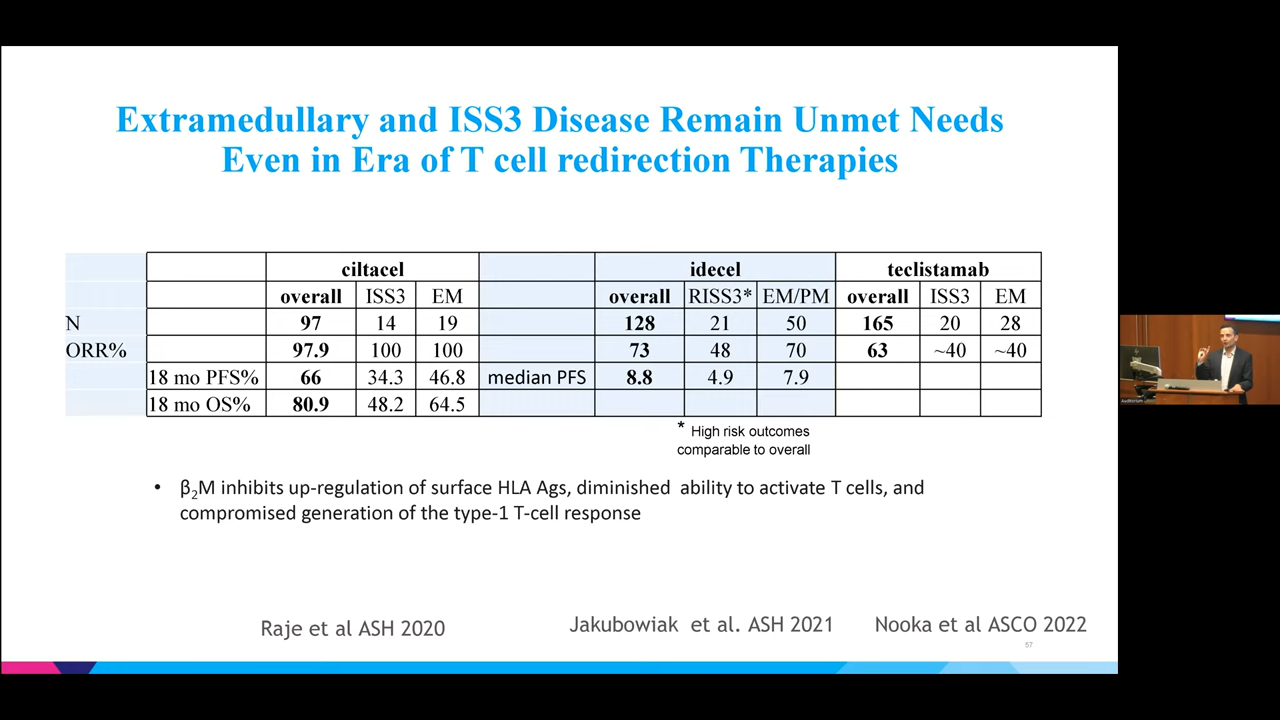 Extramedullary and ISS3 Disease Remain Unmet Needs
Even in Era of T cell redirection Therapies
ciltacel idecel teclistamab
overall ISS3 EM overall RISS3* EM/PM overall ISS3 EM
N 97 14 19 128 21 50 165 20 28
ORR% 97.9 100 100 73 48 70 63 ~40 ~40
18 mo PFS% 66 34.3 46.8 median PFS 8.8 4.9 7.9
18 mo OS% 80.9 48.2 64.5
* High risk outcomes
comparable to overall
• β₂M inhibits up-regulation of surface HLA Ags, diminished ability to activate T cells, and
compromised generation of the type-1 T-cell response
Raje et al ASH 2020
Jakubowiak et al. ASH 2021
Nooka et al ASCO 2022
57
Auditorium